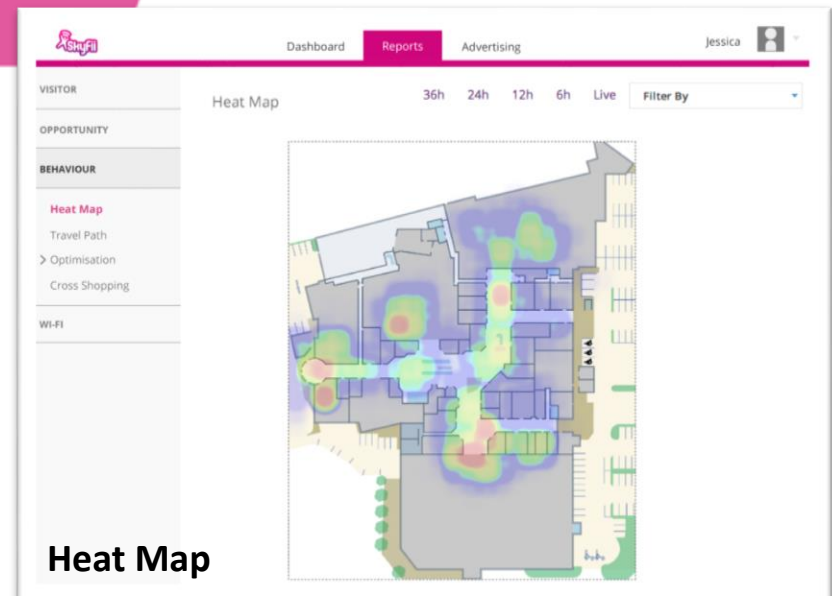 Skyfii
Dashboard Reports Advertising Jessica
VISITOR
OPPORTUNITY
BEHAVIOUR
Heat Map
Travel Path
> Optimisation
Cross Shopping
WI-FI
Heat Map 36h 24h 12h 6h Live Filter By
Heat Map